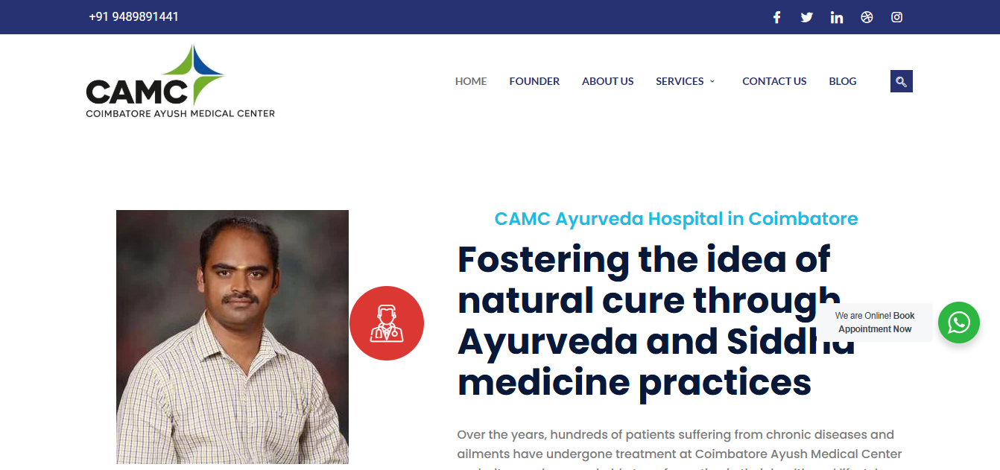 +91 9489891441
CAMC
COIMBATORE AYUSH MEDICAL CENTER
HOME FOUNDER ABOUT US SERVICES CONTACT US BLOG
CAMC Ayurveda Hospital in Coimbatore
Fostering the idea of
natural cure through
Ayurveda and Siddha
medicine practices
We are Online! Book
Appointment Now
Over the years, hundreds of patients suffering from chronic diseases and
ailments have undergone treatment at Coimbatore Ayush Medical Center